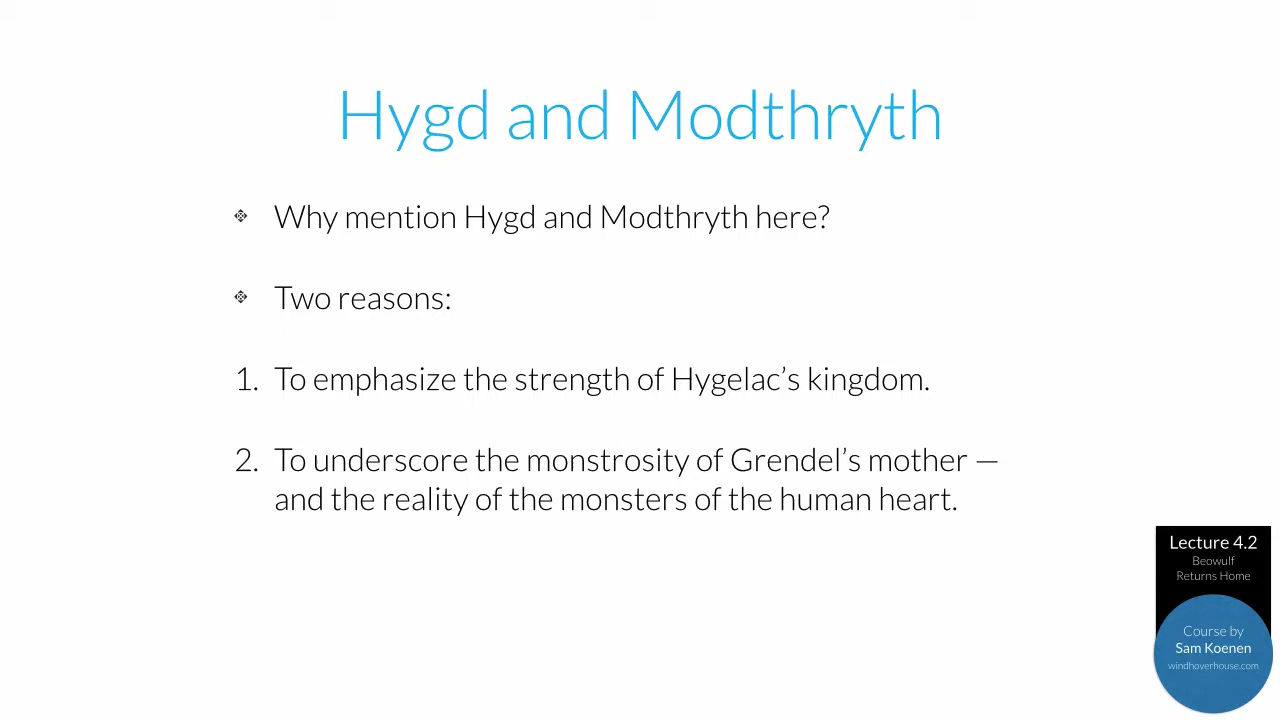 Hygd and Modthryth
Why mention Hygd and Modthryth here?
Two reasons:
1. To emphasize the strength of Hygelac’s kingdom.
2. To underscore the monstrosity of Grendel’s mother —
and the reality of the monsters of the human heart.
Lecture 4.2
Beowulf
Returns Home
Course by
Sam Koenen
windhoverhouse.com